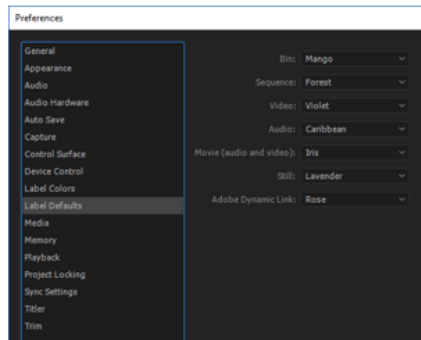 Preferences
General
Appearance
Audio
Audio Hardware
Auto Save
Capture
Control Surface
Device Control
Label Colors
Label Defaults
Media
Memory
Playback
Project Locking
Sync Settings
Titler
Trim
Bin: Mango
Sequence: Forest
Video: Violet
Audio: Caribbean
Movie (audio and video): Iris
Still: Lavender
Adobe Dynamic Link: Rose